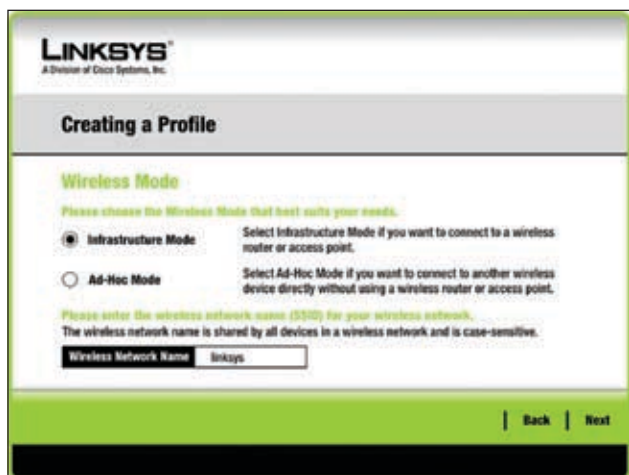 LINKSYS®
A Division of Cisco Systems, Inc.
Creating a Profile
Wireless Mode
Please choose the Wireless Mode that best suits your needs.
Infrastructure Mode
Select Infrastructure Mode if you want to connect to a wireless
router or access point.
Ad-Hoc Mode
Select Ad-Hoc Mode if you want to connect to another wireless
device directly without using a wireless router or access point.
Please enter the wireless network name (SSID) for your wireless network.
The wireless network name is shared by all devices in a wireless network and is case-sensitive.
Wireless Network Name linksys
Back Next